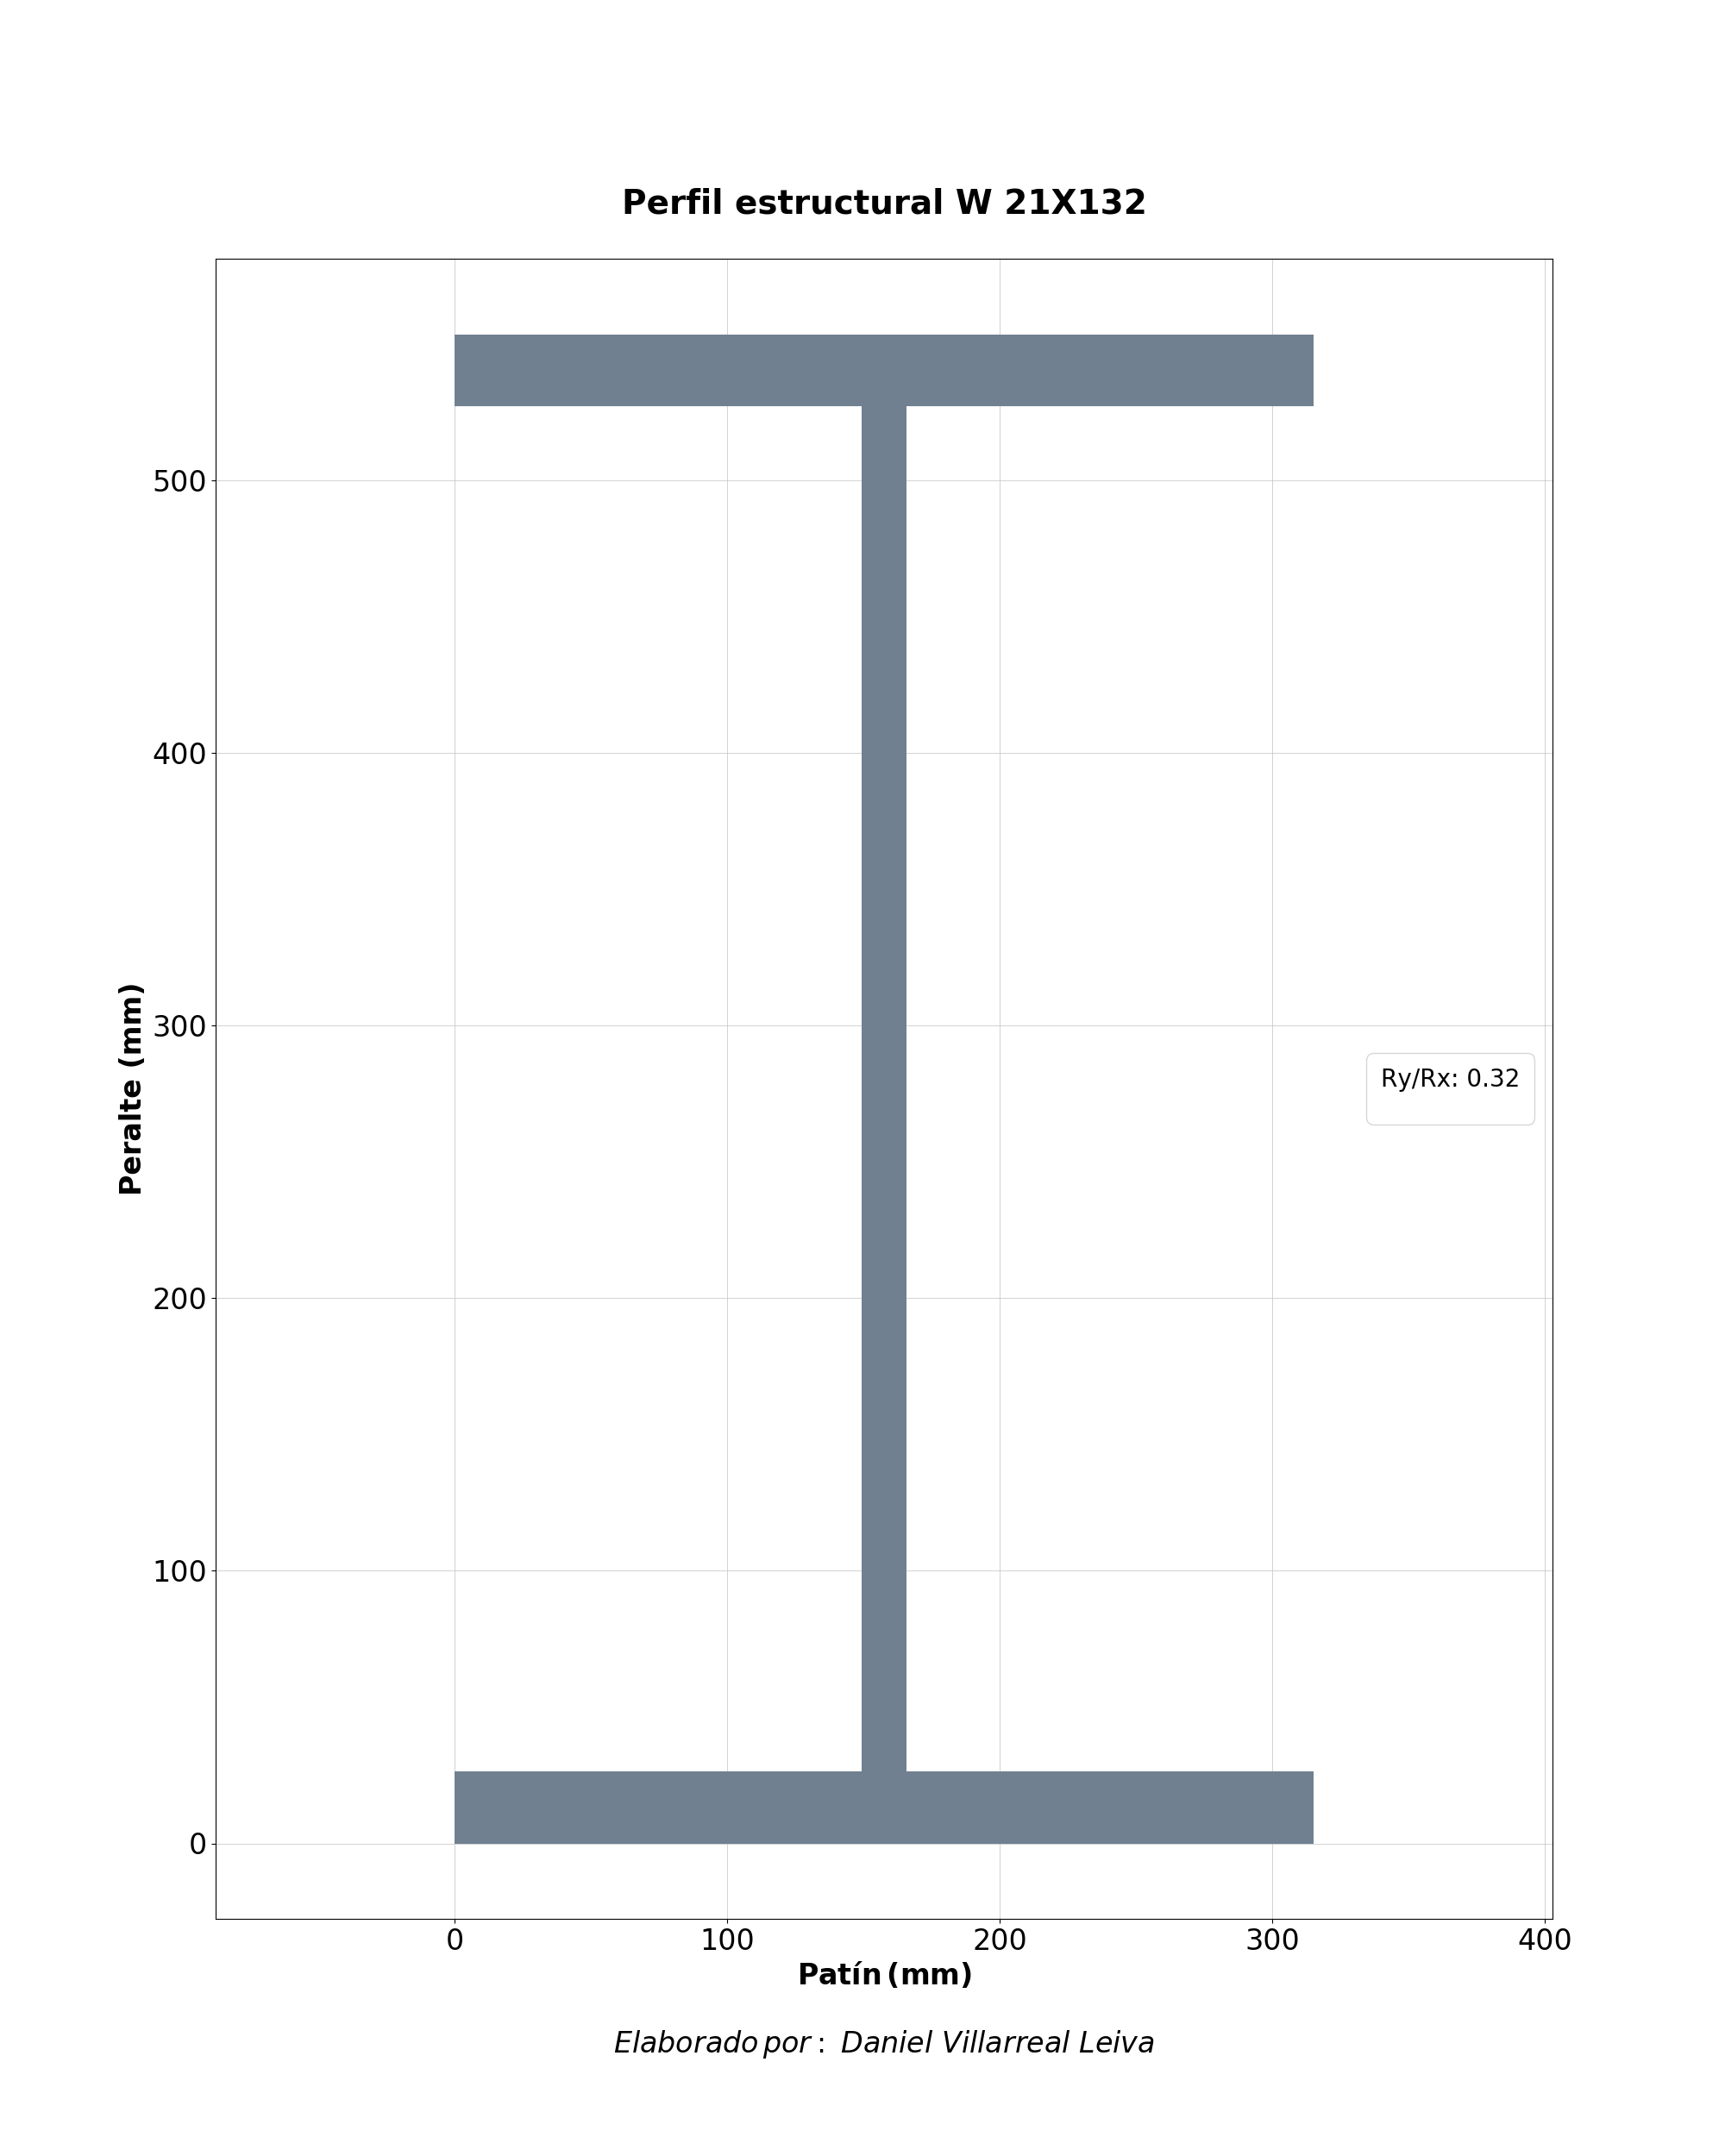 Perfil estructural W 21X132
500
400
300
200
100
0
Peralte (mm)
Ry/Rx: 0.32
0 100 200 300 400
Patín (mm)
Elaborado por: Daniel Villarreal Leiva